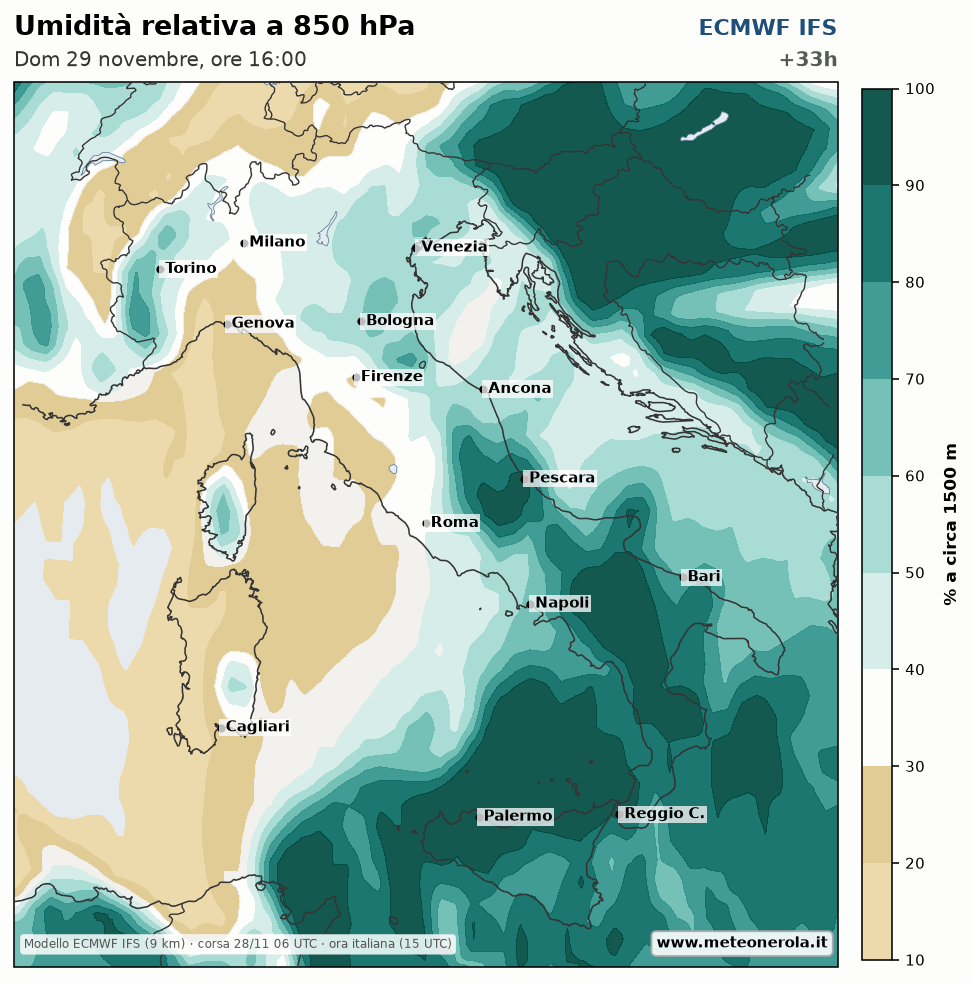 Umidità relativa a 850 hPa
ECMWF IFS
Dom 29 novembre, ore 16:00
+33h
Milano
Venezia
Torino
Genova
Bologna
Firenze
Ancona
Pescara
Roma
Bari
Napoli
Cagliari
Palermo
Reggio C.
100
90
80
70
60
50
40
30
20
10
% a circa 1500 m
Modello ECMWF IFS (9 km) · corsa 28/11 06 UTC · ora italiana (15 UTC)
www.meteonerola.it